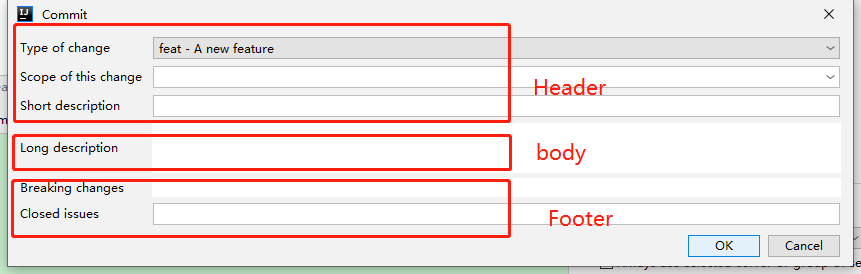 IJ Commit
Type of change feat - A new feature
Scope of this change
Header
Short description
Long description
body
Breaking changes
Closed issues
Footer
OK Cancel